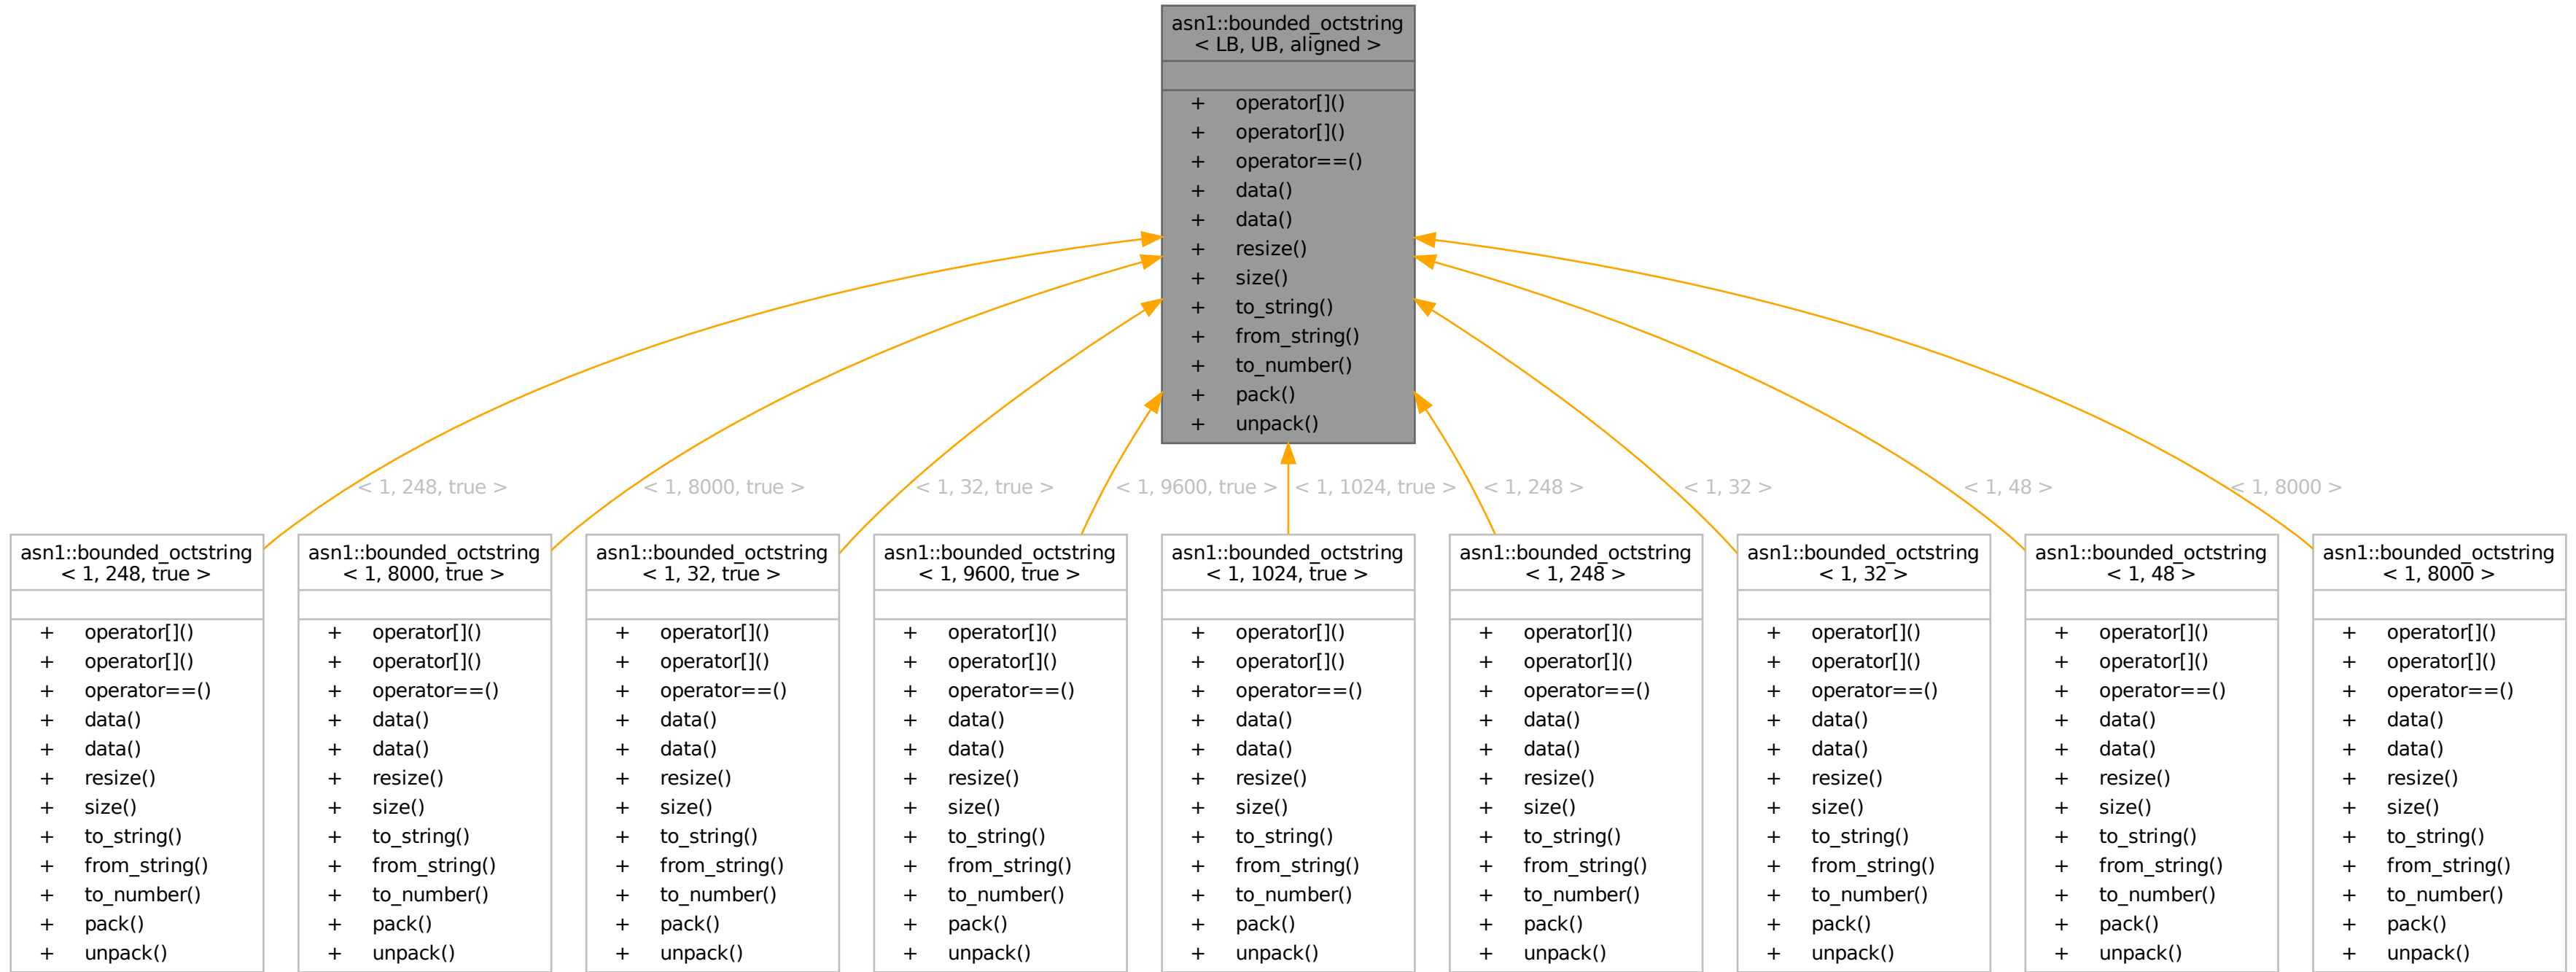 asn1::bounded_octstring
< LB, UB, aligned >
+ operator[]()
+ operator[]()
+ operator==()
+ data()
+ data()
+ resize()
+ size()
+ to_string()
+ from_string()
+ to_number()
+ pack()
+ unpack()
< 1, 248, true >
< 1, 8000, true >
< 1, 32, true >
< 1, 9600, true >
< 1, 1024, true >
< 1, 248 >
< 1, 32 >
< 1, 48 >
< 1, 8000 >
asn1::bounded_octstring
< 1, 248, true >
+ operator[]()
+ operator[]()
+ operator==()
+ data()
+ data()
+ resize()
+ size()
+ to_string()
+ from_string()
+ to_number()
+ pack()
+ unpack()
asn1::bounded_octstring
< 1, 8000, true >
+ operator[]()
+ operator[]()
+ operator==()
+ data()
+ data()
+ resize()
+ size()
+ to_string()
+ from_string()
+ to_number()
+ pack()
+ unpack()
asn1::bounded_octstring
< 1, 32, true >
+ operator[]()
+ operator[]()
+ operator==()
+ data()
+ data()
+ resize()
+ size()
+ to_string()
+ from_string()
+ to_number()
+ pack()
+ unpack()
asn1::bounded_octstring
< 1, 9600, true >
+ operator[]()
+ operator[]()
+ operator==()
+ data()
+ data()
+ resize()
+ size()
+ to_string()
+ from_string()
+ to_number()
+ pack()
+ unpack()
asn1::bounded_octstring
< 1, 1024, true >
+ operator[]()
+ operator[]()
+ operator==()
+ data()
+ data()
+ resize()
+ size()
+ to_string()
+ from_string()
+ to_number()
+ pack()
+ unpack()
asn1::bounded_octstring
< 1, 248 >
+ operator[]()
+ operator[]()
+ operator==()
+ data()
+ data()
+ resize()
+ size()
+ to_string()
+ from_string()
+ to_number()
+ pack()
+ unpack()
asn1::bounded_octstring
< 1, 32 >
+ operator[]()
+ operator[]()
+ operator==()
+ data()
+ data()
+ resize()
+ size()
+ to_string()
+ from_string()
+ to_number()
+ pack()
+ unpack()
asn1::bounded_octstring
< 1, 48 >
+ operator[]()
+ operator[]()
+ operator==()
+ data()
+ data()
+ resize()
+ size()
+ to_string()
+ from_string()
+ to_number()
+ pack()
+ unpack()
asn1::bounded_octstring
< 1, 8000 >
+ operator[]()
+ operator[]()
+ operator==()
+ data()
+ data()
+ resize()
+ size()
+ to_string()
+ from_string()
+ to_number()
+ pack()
+ unpack()